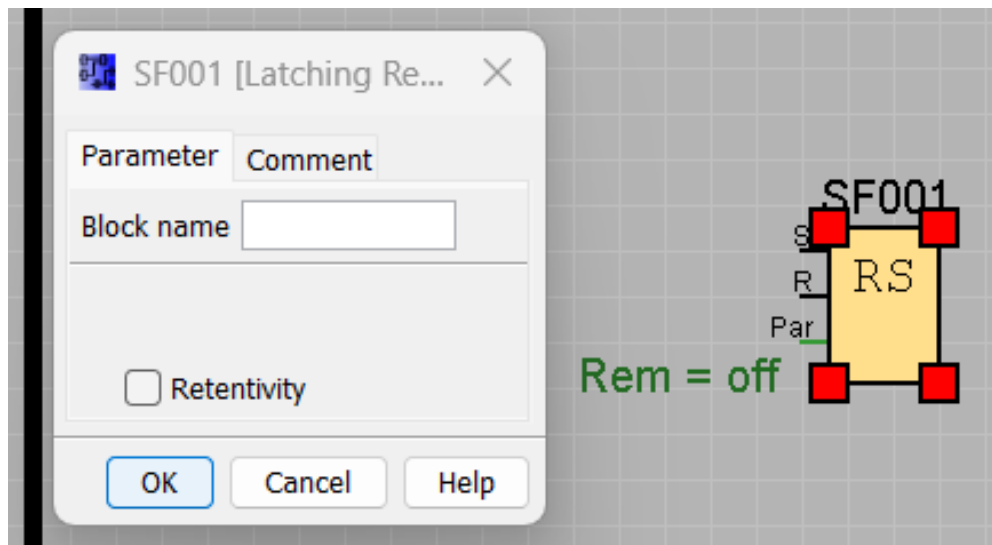 SF001 [Latching Re...
Parameter Comment
Block name
Retentivity
OK Cancel Help
SF001
S
RS
R
Par
Rem = off